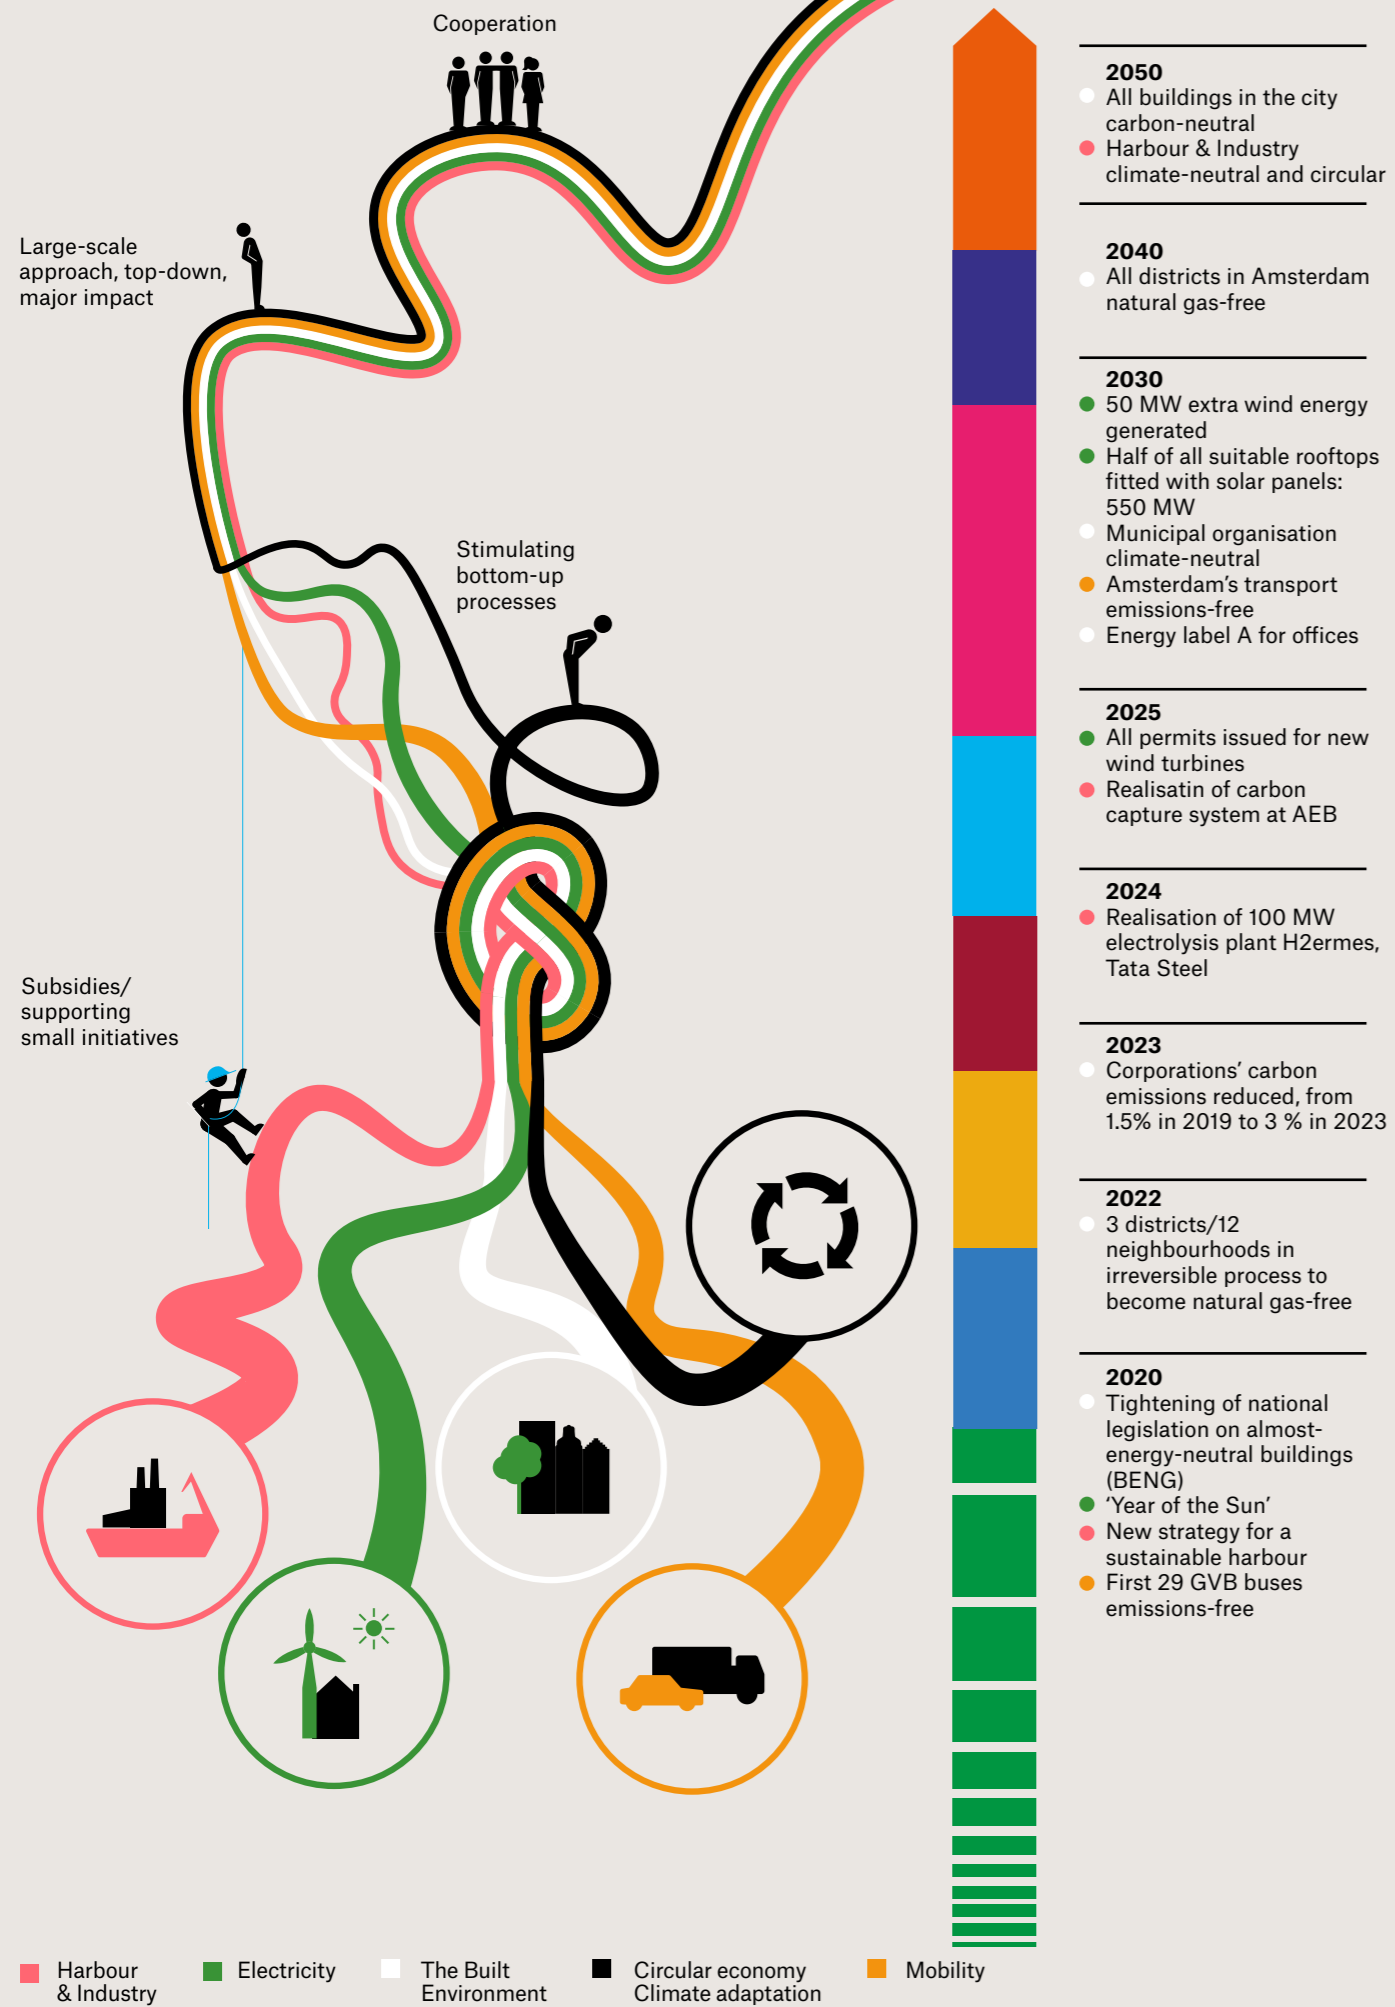 Cooperation
Large-scale
approach, top-down,
major impact
Stimulating
bottom-up
processes
Subsidies/
supporting
small initiatives
2050
All buildings in the city
carbon-neutral
Harbour & Industry
climate-neutral and circular
2040
All districts in Amsterdam
natural gas-free
2030
50 MW extra wind energy
generated
Half of all suitable rooftops
fitted with solar panels:
550 MW
Municipal organisation
climate-neutral
Amsterdam’s transport
emissions-free
Energy label A for offices
2025
All permits issued for new
wind turbines
Realisatin of carbon
capture system at AEB
2024
Realisation of 100 MW
electrolysis plant H2ermes,
Tata Steel
2023
Corporations’ carbon
emissions reduced, from
1.5% in 2019 to 3 % in 2023
2022
3 districts/12
neighbourhoods in
irreversible process to
become natural gas-free
2020
Tightening of national
legislation on almost-
energy-neutral buildings
(BENG)
‘Year of the Sun’
New strategy for a
sustainable harbour
First 29 GVB buses
emissions-free
Harbour
& Industry
Electricity
The Built
Environment
Circular economy
Climate adaptation
Mobility